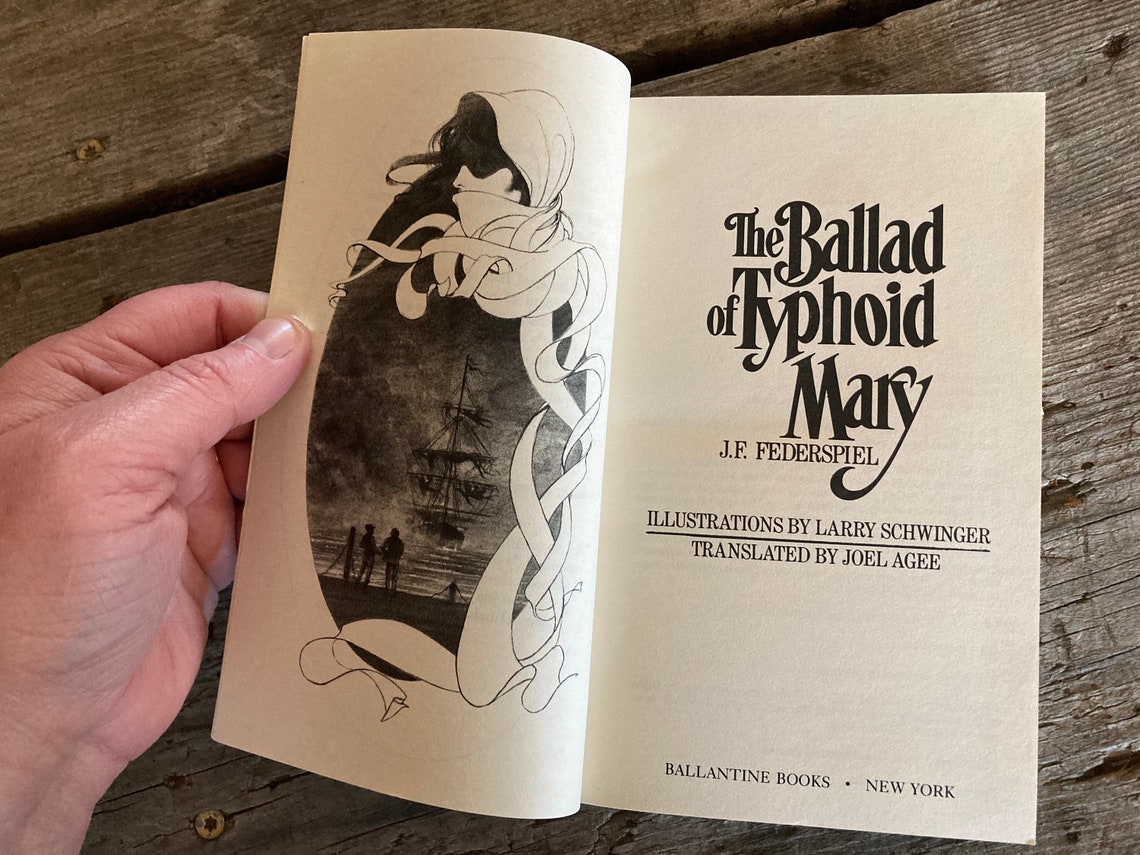 The Ballad
of Typhoid
Mary
J.F. FEDERSPIEL
ILLUSTRATIONS BY LARRY SCHWINGER
TRANSLATED BY JOEL AGEE
BALLANTINE BOOKS • NEW YORK